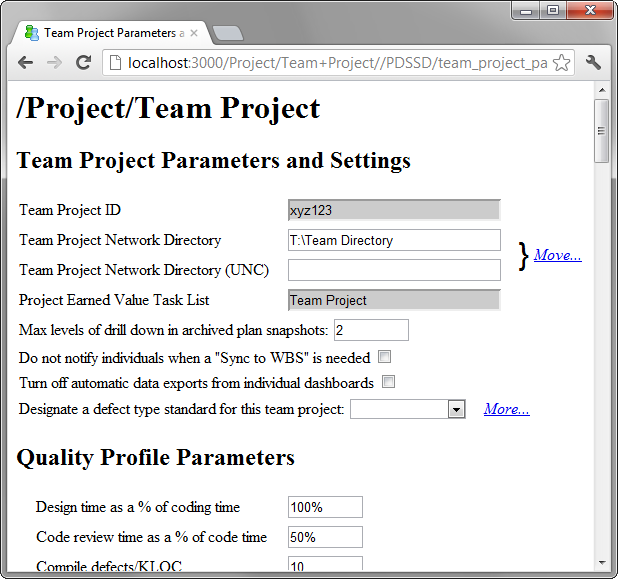 Team Project Parameters a
localhost:3000/Project/Team+Project//PDSSD/team_project_pa
/Project/Team Project
Team Project Parameters and Settings
Team Project ID xyz123
Team Project Network Directory T:\Team Directory
} Move...
Team Project Network Directory (UNC)
Project Earned Value Task List Team Project
Max levels of drill down in archived plan snapshots: 2
Do not notify individuals when a "Sync to WBS" is needed
Turn off automatic data exports from individual dashboards
Designate a defect type standard for this team project: More...
Quality Profile Parameters
Design time as a % of coding time 100%
Code review time as a % of code time 50%
Compile defects/KLOC 10